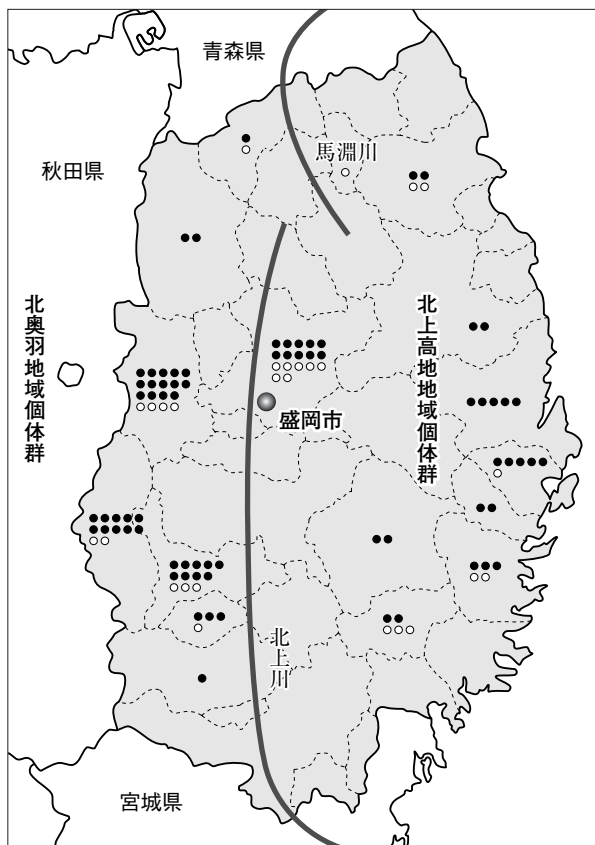 青森県
秋田県
馬淵川
北奥羽地域個体群
北上高地地域個体群
盛岡市
北上川
宮城県